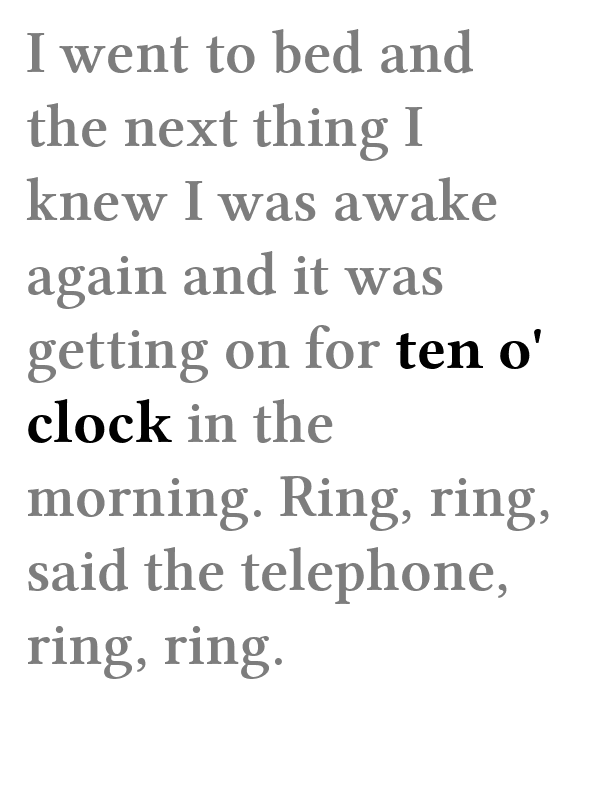 I went to bed and
the next thing I
knew I was awake
again and it was
getting on for ten o'
clock in the
morning. Ring, ring,
said the telephone,
ring, ring.